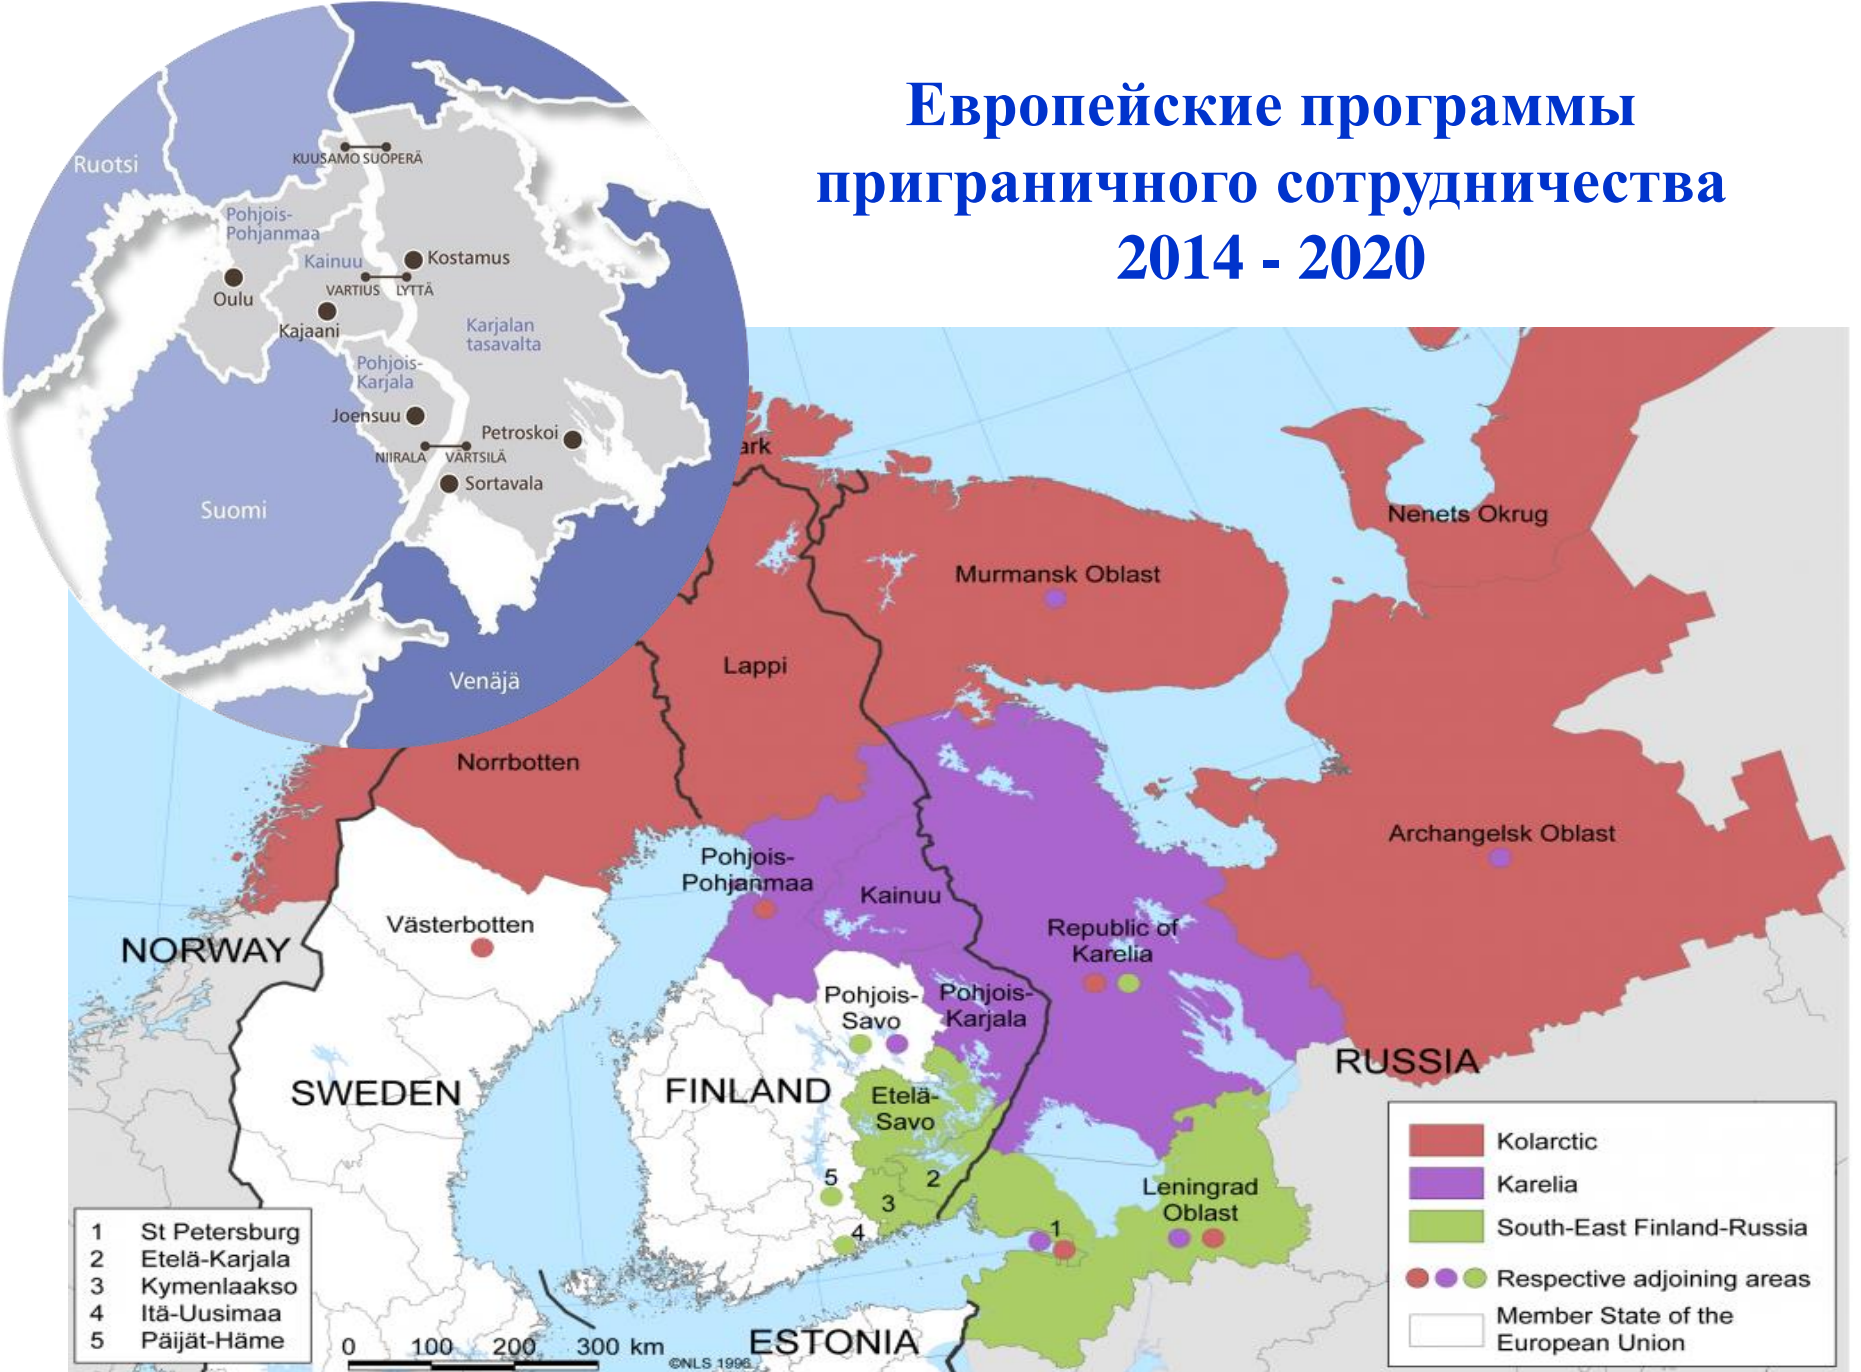 Европейские программы
приграничного сотрудничества
2014 - 2020
Ruotsi
KUUSAMO SUOPERÄ
Pohjois-
Pohjanmaa
Kainuu
Kostamus
VARTIUS LYTTÄ
Oulu
Kajaani
Karjalan
tasavalta
Pohjois-
Karjala
Joensuu
Petroskoi
NIIRALA VÄRTSILÄ
Sortavala
Suomi
Venäjä
ark
Nenets Okrug
Murmansk Oblast
Lappi
Norrbotten
Archangelsk Oblast
Pohjois-
Pohjanmaa
Kainuu
Västerbotten
NORWAY
Republic of
Karelia
Pohjois-
Savo
Pohjois-
Karjala
RUSSIA
SWEDEN
FINLAND
Etelä-
Savo
5
2
3
4
1
Leningrad
Oblast
ESTONIA
1 St Petersburg
2 Etelä-Karjala
3 Kymenlaakso
4 Itä-Uusimaa
5 Päijät-Häme
0 100 200 300 km
©NLS 1996
Kolarctic
Karelia
South-East Finland-Russia
Respective adjoining areas
Member State of the
European Union